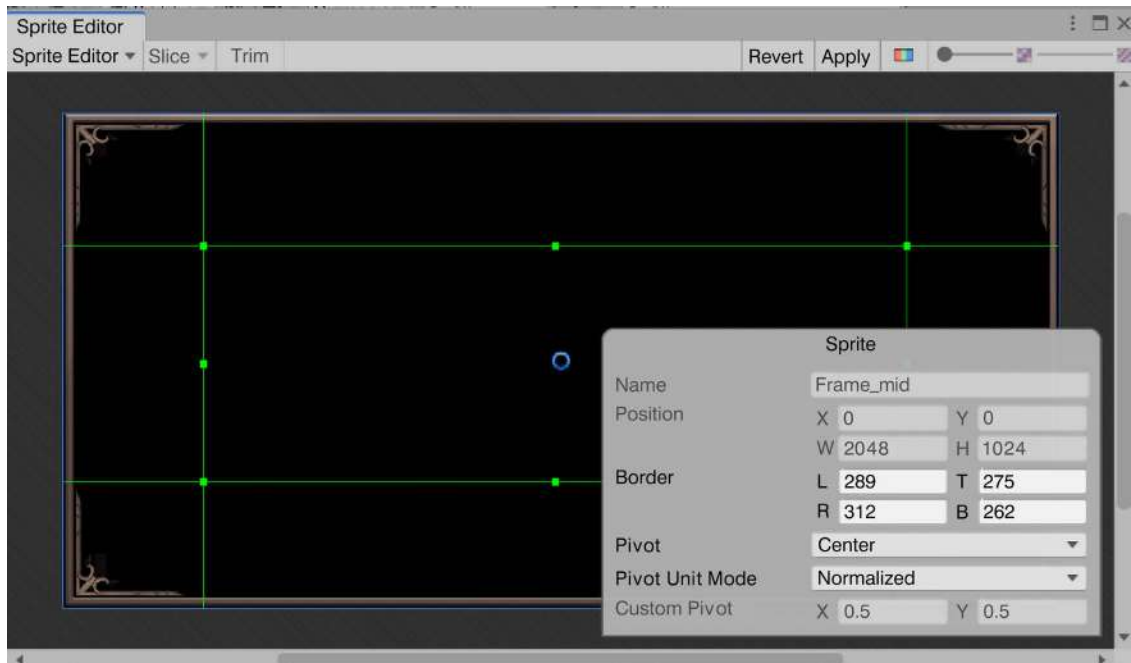 Sprite Editor
Sprite Editor Slice Trim Revert Apply
Sprite
Name Frame_mid
Position X 0 Y 0
W 2048 H 1024
Border L 289 T 275
R 312 B 262
Pivot Center
Pivot Unit Mode Normalized
Custom Pivot X 0.5 Y 0.5